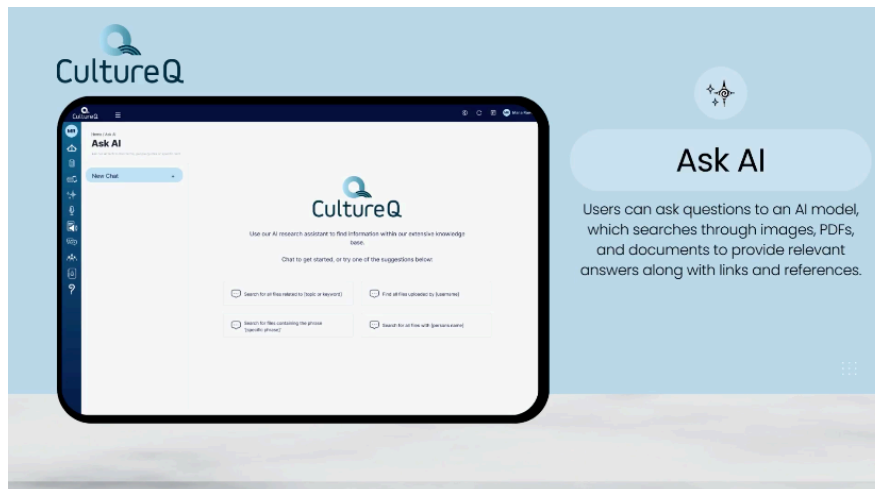 CultureQ
CultureQ
Home / Ask AI
Ask AI
New Chat
CultureQ
Use our AI research assistant to find information within our extensive knowledge
base.
Chat to get started, or try one of the suggestions below:
Search for all files related to [topic or keyword]
Find all files uploaded by [username]
Search for files containing the phrase
[specific phrase]
Search for all files with [persons name]
Ask AI
Users can ask questions to an AI model,
which searches through images, PDFs,
and documents to provide relevant
answers along with links and references.